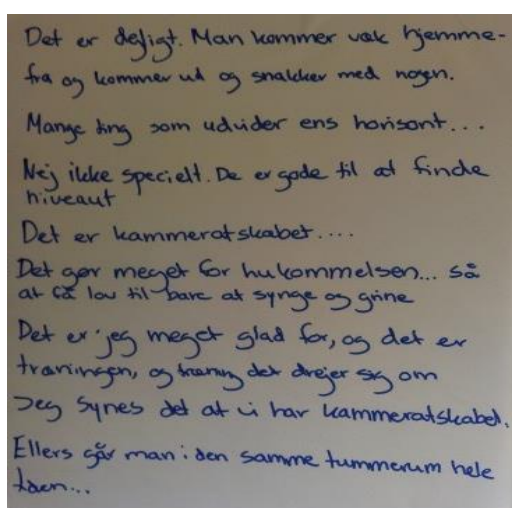 Det er dejligt. Man kommer væk hjemme-
fra og kommer ud og snakker med nogen.
Mange ting som udvider ens horisont...
Nej ikke specielt. De er gode til at finde
niveaut
Det er kammeratskabet....
Det gør meget for hukommelsen... så
at få lov til bare at synge og grine
Det er jeg meget glad for, og det er
træningen, og træning det drejer sig om
Jeg synes det at vi har kammeratskabet.
Ellers går man i den samme tummerum hele
tiden...